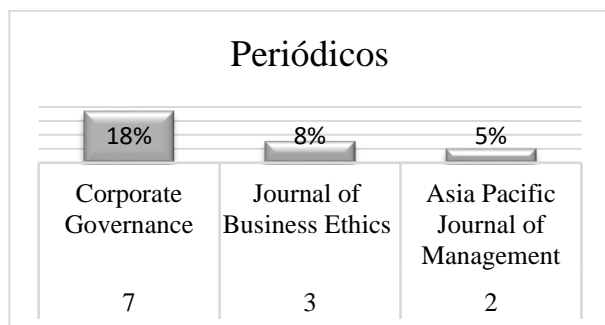 Periódicos
18%
8%
5%
Corporate
Governance
Journal of
Business Ethics
Asia Pacific
Journal of
Management
7
3
2